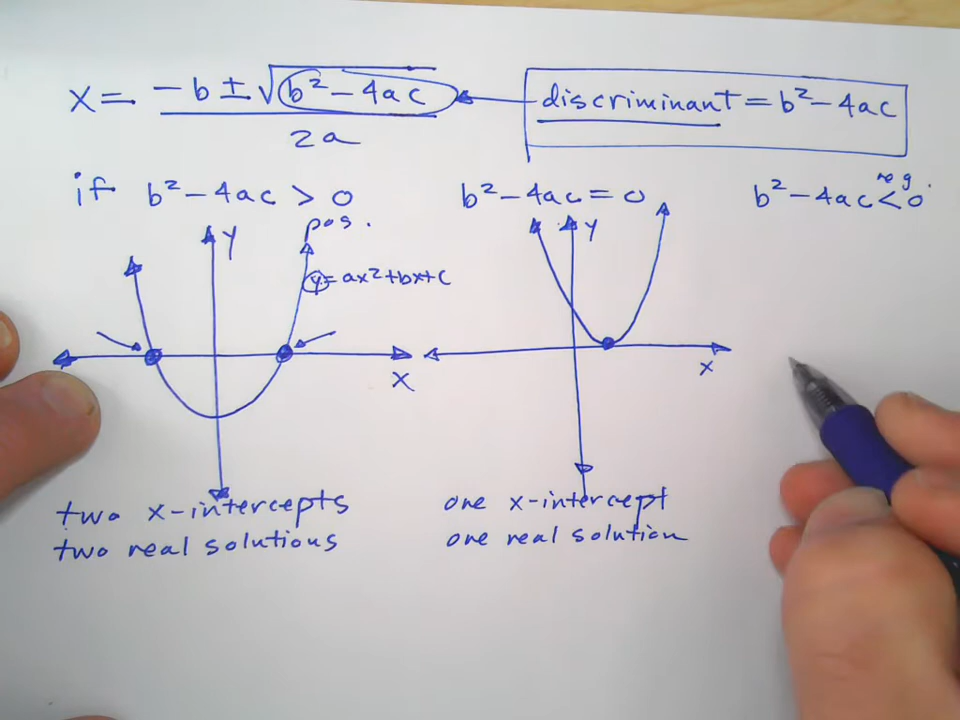 x = -b ± √(b² - 4ac) / 2a
discriminant = b² - 4ac
if b² - 4ac > 0
pos.
b² - 4ac = 0
neg.
b² - 4ac < 0
y
y = ax² + bx + c
x
y
x
two x-intercepts
two real solutions
one x-intercept
one real solution